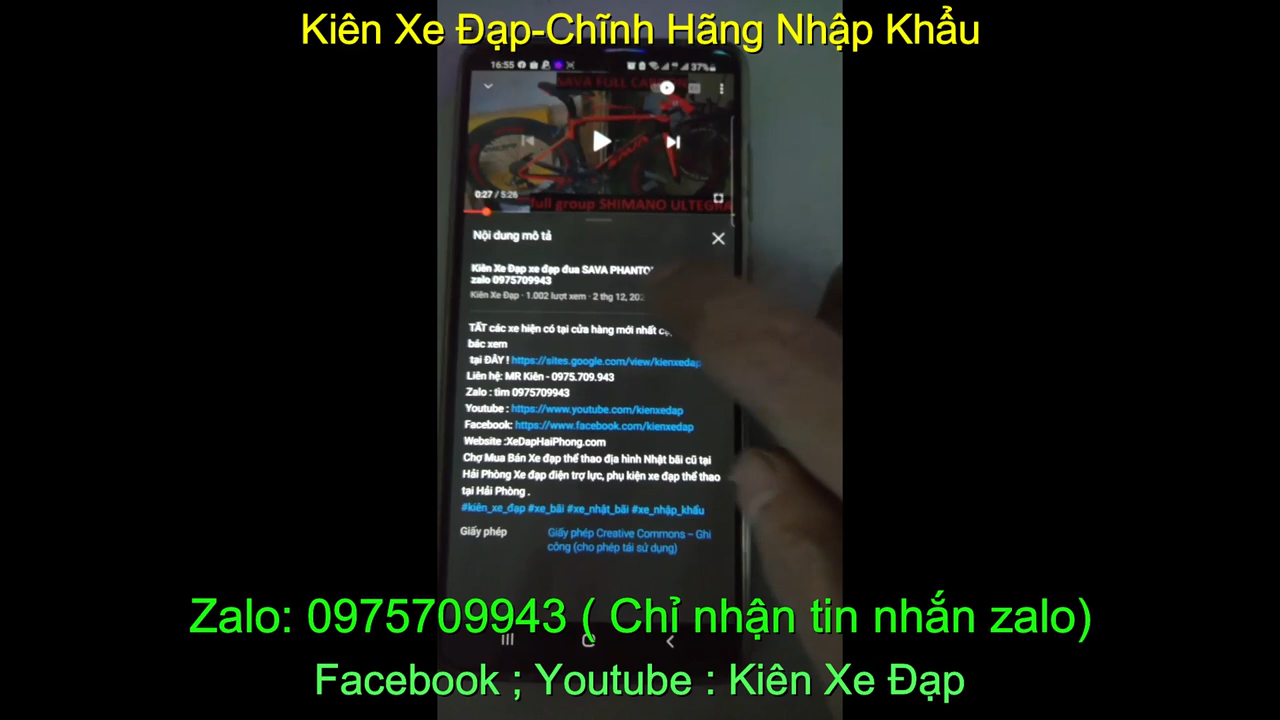 Kiên Xe Đạp-Chĩnh Hãng Nhập Khẩu
16:55
37%
SAVA FULL CARBON
SAVA
0:27 / 5:26
full group SHIMANO ULTEGRA
Nội dung mô tả
Kiên Xe Đạp xe đạp đua SAVA
zalo 0975709943
Kiên Xe Đạp · 1.002 lượt xem · 2 thg 12,
TẤT các xe hiện có tại cửa hàng mới nhất
bác xem
tại ĐÂY ! https://sites.google.com/view/kienxedap
Liên hệ: MR Kiên - 0975.709.943
Zalo : tìm 0975709943
Youtube : https://www.youtube.com/kienxedap
Facebook: https://www.facebook.com/kienxedap
Website :XeDapHaiPhong.com
Chợ Mua Bán Xe đạp thể thao địa hình Nhật bãi cũ tại
Hải Phòng Xe đạp điện trợ lực, phụ kiện xe đạp thể thao
tại Hải Phòng .
#kiên_xe_đạp #xe_bãi #xe_nhật_bãi #xe_nhập_khẩu
Giấy phép Giấy phép Creative Commons – Ghi
công (cho phép tái sử dụng)
Zalo: 0975709943 ( Chỉ nhận tin nhắn zalo)
Facebook ; Youtube : Kiên Xe Đạp